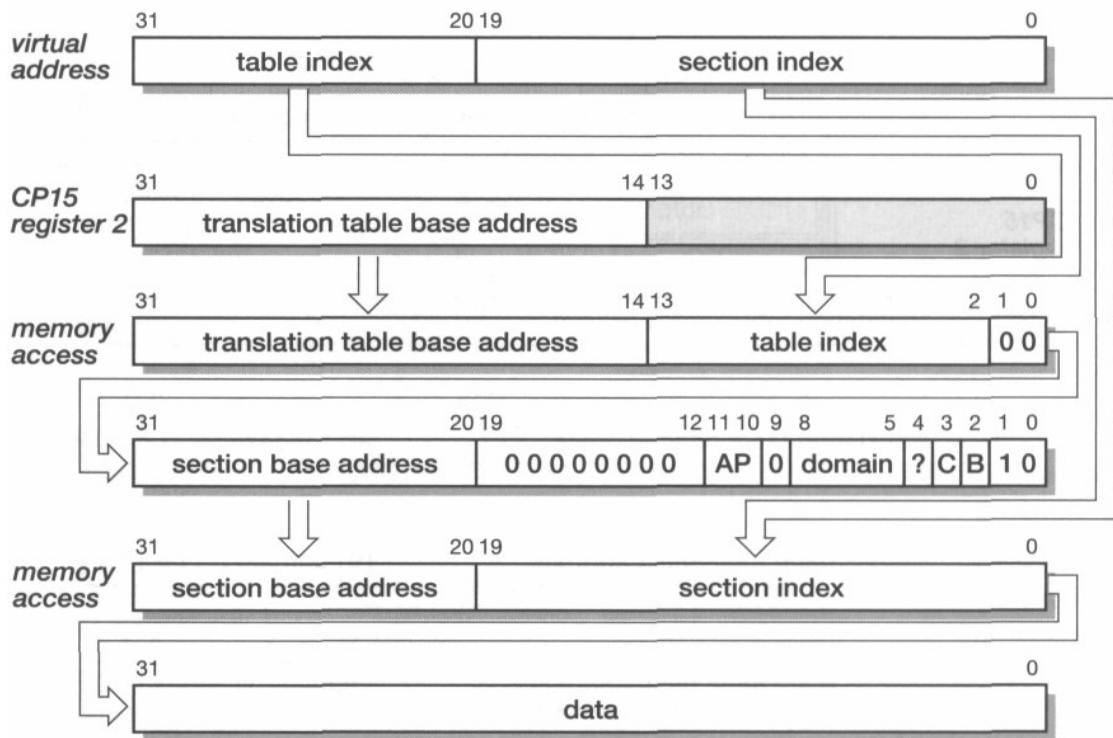 31 20 19 0
virtual address table index section index
31 14 13 0
CP15 register 2 translation table base address
31 14 13 2 1 0
memory access translation table base address table index 0 0
31 20 19 12 11 10 9 8 5 4 3 2 1 0
section base address 0 0 0 0 0 0 0 0 AP 0 domain ? C B 1 0
31 20 19 0
memory access section base address section index
31 0
data